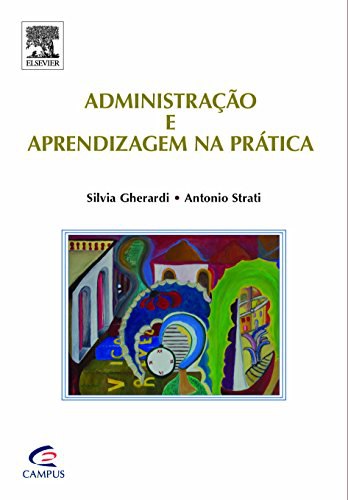 ELSEVIER
ADMINISTRAÇÃO
E
APRENDIZAGEM NA PRÁTICA
Silvia Gherardi • Antonio Strati
CAMPUS